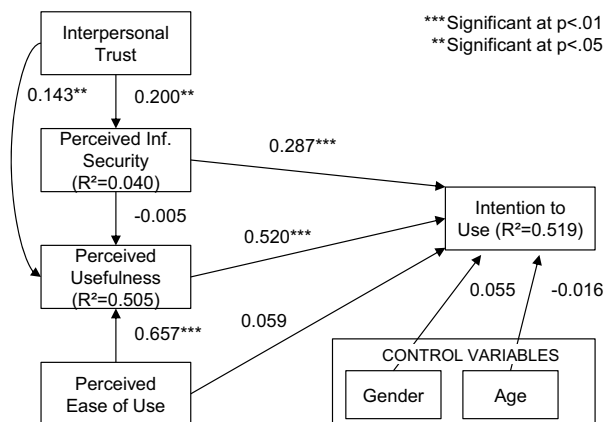 Interpersonal
Trust
***Significant at p<.01
**Significant at p<.05
0.143**
0.200**
Perceived Inf.
Security
(R²=0.040)
0.287***
-0.005
Intention to
Use (R²=0.519)
0.520***
Perceived
Usefulness
(R²=0.505)
0.055
-0.016
0.657***
0.059
CONTROL VARIABLES
Perceived
Ease of Use
Gender
Age